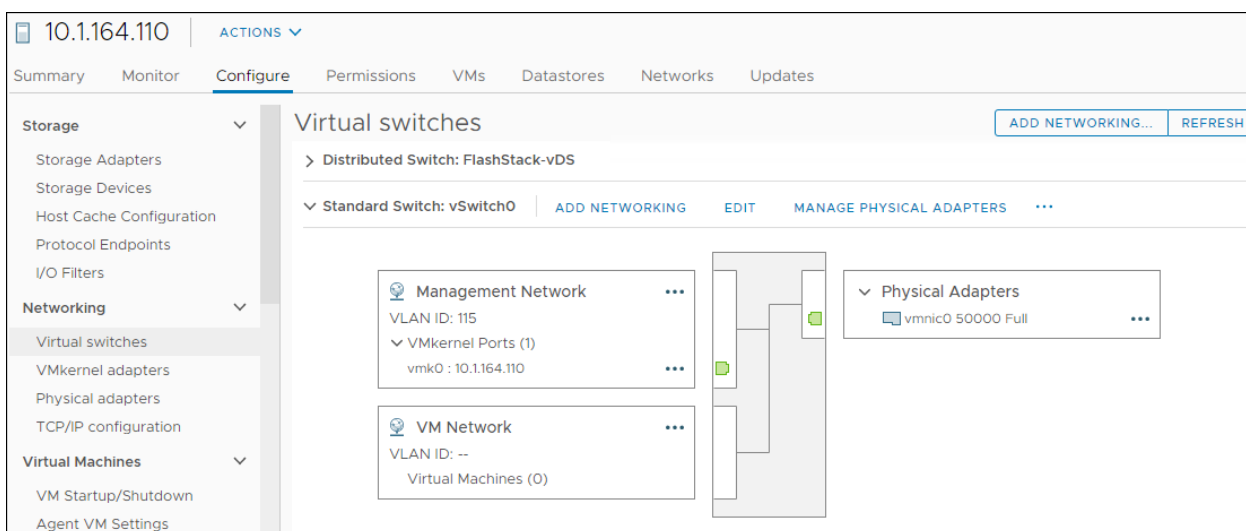 10.1.164.110
ACTIONS
Summary Monitor Configure Permissions VMs Datastores Networks Updates
Storage
Storage Adapters
Storage Devices
Host Cache Configuration
Protocol Endpoints
I/O Filters
Networking
Virtual switches
VMkernel adapters
Physical adapters
TCP/IP configuration
Virtual Machines
VM Startup/Shutdown
Agent VM Settings
Virtual switches
ADD NETWORKING... REFRESH
Distributed Switch: FlashStack-vDS
Standard Switch: vSwitch0 ADD NETWORKING EDIT MANAGE PHYSICAL ADAPTERS ...
Management Network ...
VLAN ID: 115
VMkernel Ports (1)
vmk0 : 10.1.164.110 ...
VM Network ...
VLAN ID: --
Virtual Machines (0)
Physical Adapters
vmnic0 50000 Full ...